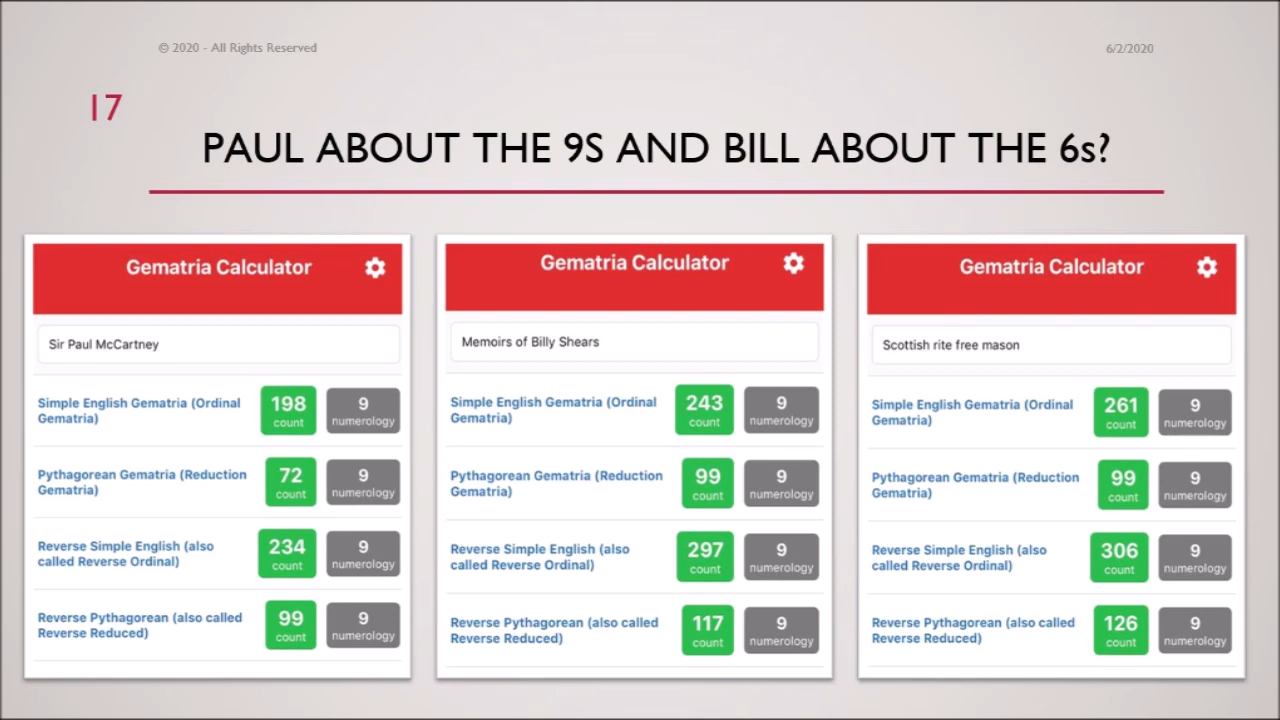 © 2020 - All Rights Reserved
6/2/2020
17
PAUL ABOUT THE 9S AND BILL ABOUT THE 6s?
Gematria Calculator
Sir Paul McCartney
Simple English Gematria (Ordinal
Gematria)
198
count
9
numerology
Pythagorean Gematria (Reduction
Gematria)
72
count
9
numerology
Reverse Simple English (also
called Reverse Ordinal)
234
count
9
numerology
Reverse Pythagorean (also called
Reverse Reduced)
99
count
9
numerology
Gematria Calculator
Memoirs of Billy Shears
Simple English Gematria (Ordinal
Gematria)
243
count
9
numerology
Pythagorean Gematria (Reduction
Gematria)
99
count
9
numerology
Reverse Simple English (also
called Reverse Ordinal)
297
count
9
numerology
Reverse Pythagorean (also called
Reverse Reduced)
117
count
9
numerology
Gematria Calculator
Scottish rite free mason
Simple English Gematria (Ordinal
Gematria)
261
count
9
numerology
Pythagorean Gematria (Reduction
Gematria)
99
count
9
numerology
Reverse Simple English (also
called Reverse Ordinal)
306
count
9
numerology
Reverse Pythagorean (also called
Reverse Reduced)
126
count
9
numerology